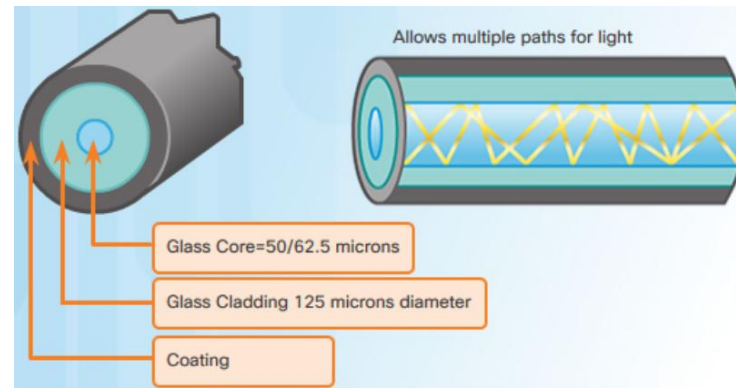 Allows multiple paths for light
Glass Core=50/62.5 microns
Glass Cladding 125 microns diameter
Coating